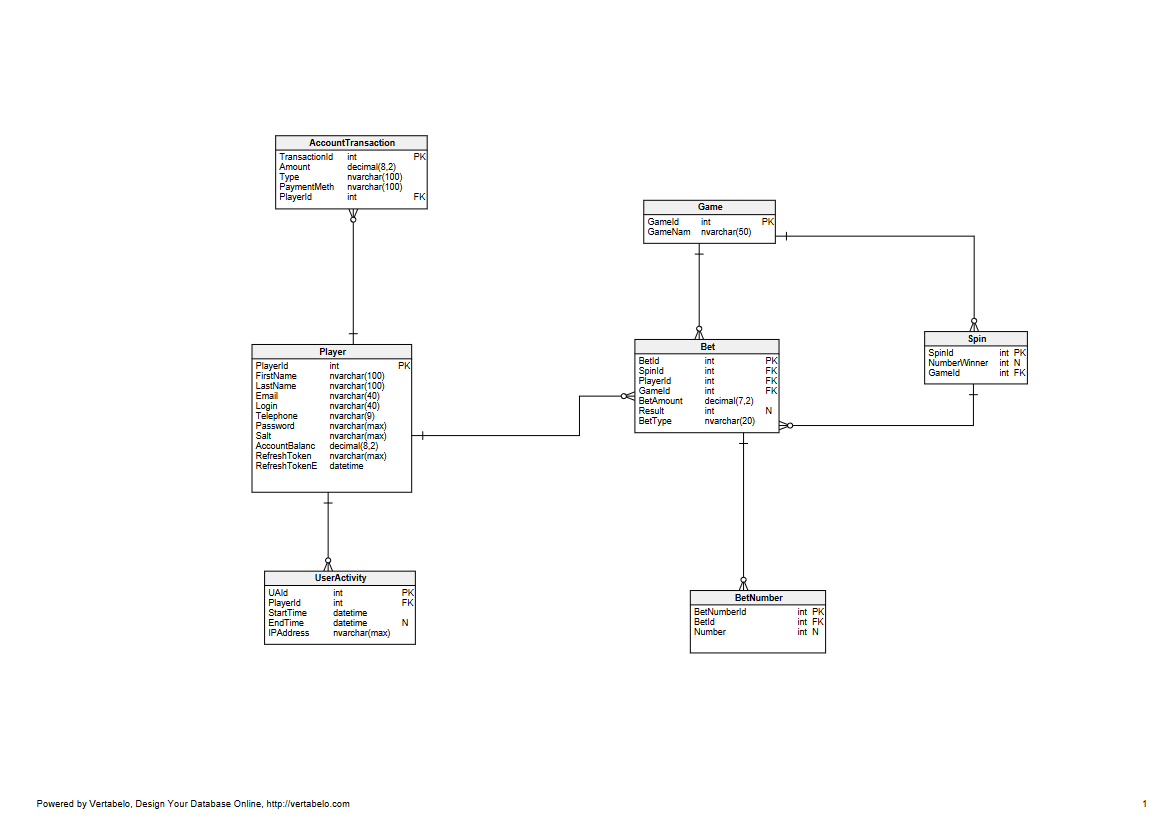 AccountTransaction
TransactionId int PK
Amount decimal(8,2)
Type nvarchar(100)
PaymentMeth nvarchar(100)
PlayerId int FK
Game
GameId int PK
GameNam nvarchar(50)
Spin
SpinId int PK
NumberWinner int N
GameId int FK
Player
PlayerId int PK
FirstName nvarchar(100)
LastName nvarchar(100)
Email nvarchar(40)
Login nvarchar(40)
Telephone nvarchar(9)
Password nvarchar(max)
Salt nvarchar(max)
AccountBalanc decimal(8,2)
RefreshToken nvarchar(max)
RefreshTokenE datetime
Bet
BetId int PK
SpinId int FK
PlayerId int FK
GameId int FK
BetAmount decimal(7,2)
Result int N
BetType nvarchar(20)
UserActivity
UAId int PK
PlayerId int FK
StartTime datetime
EndTime datetime N
IPAddress nvarchar(max)
BetNumber
BetNumberId int PK
BetId int FK
Number int N
Powered by Vertabelo, Design Your Database Online, http://vertabelo.com
1